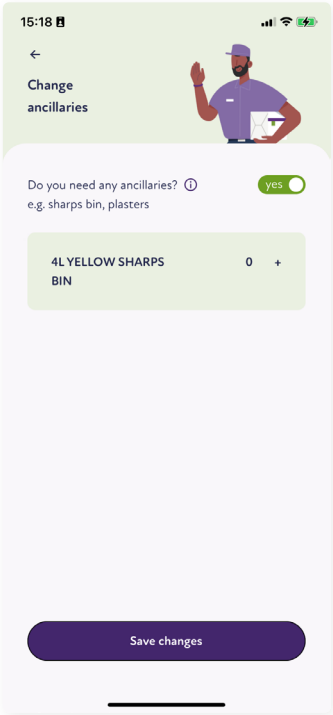 15:18
Change
ancillaries
Do you need any ancillaries?
yes
e.g. sharps bin, plasters
4L YELLOW SHARPS
BIN
0 +
Save changes